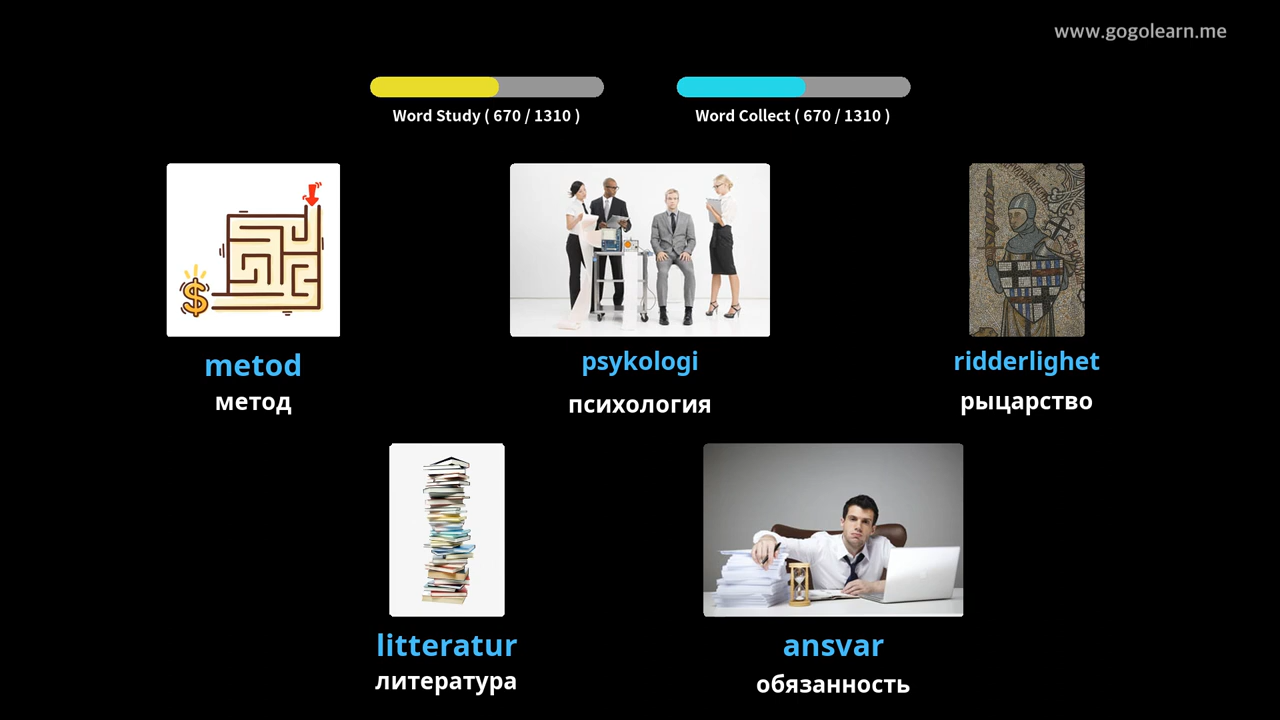 www.gogolearn.me
Word Study ( 670 / 1310 )
Word Collect ( 670 / 1310 )
metod
метод
psykologi
психология
ridderlighet
рыцарство
litteratur
литература
ansvar
обязанность